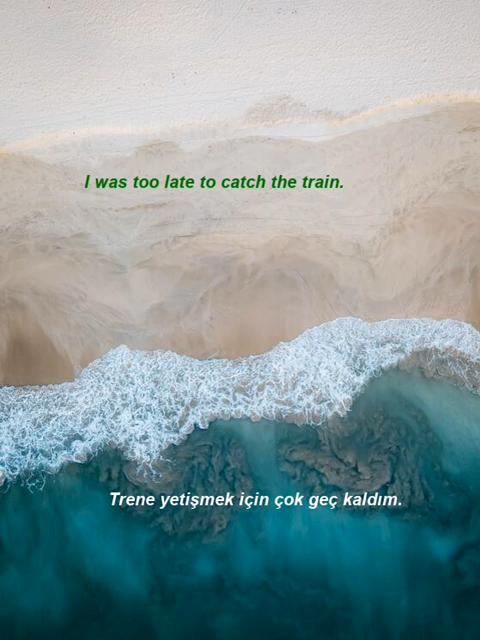 I was too late to catch the train.
Trene yetişmek için çok geç kaldım.